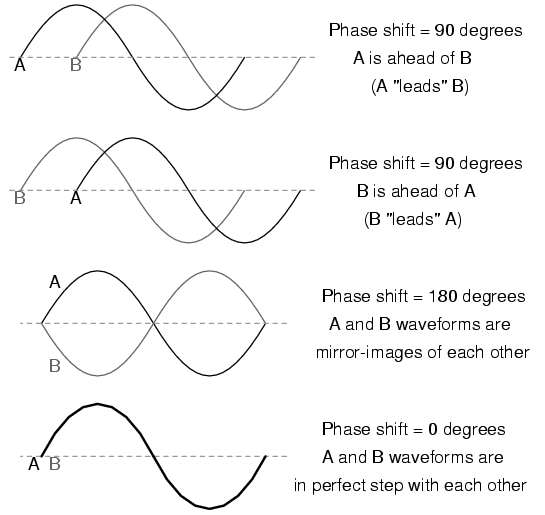 A B
Phase shift = 90 degrees
A is ahead of B
(A "leads" B)
B A
Phase shift = 90 degrees
B is ahead of A
(B "leads" A)
A
B
Phase shift = 180 degrees
A and B waveforms are
mirror-images of each other
A B
Phase shift = 0 degrees
A and B waveforms are
in perfect step with each other